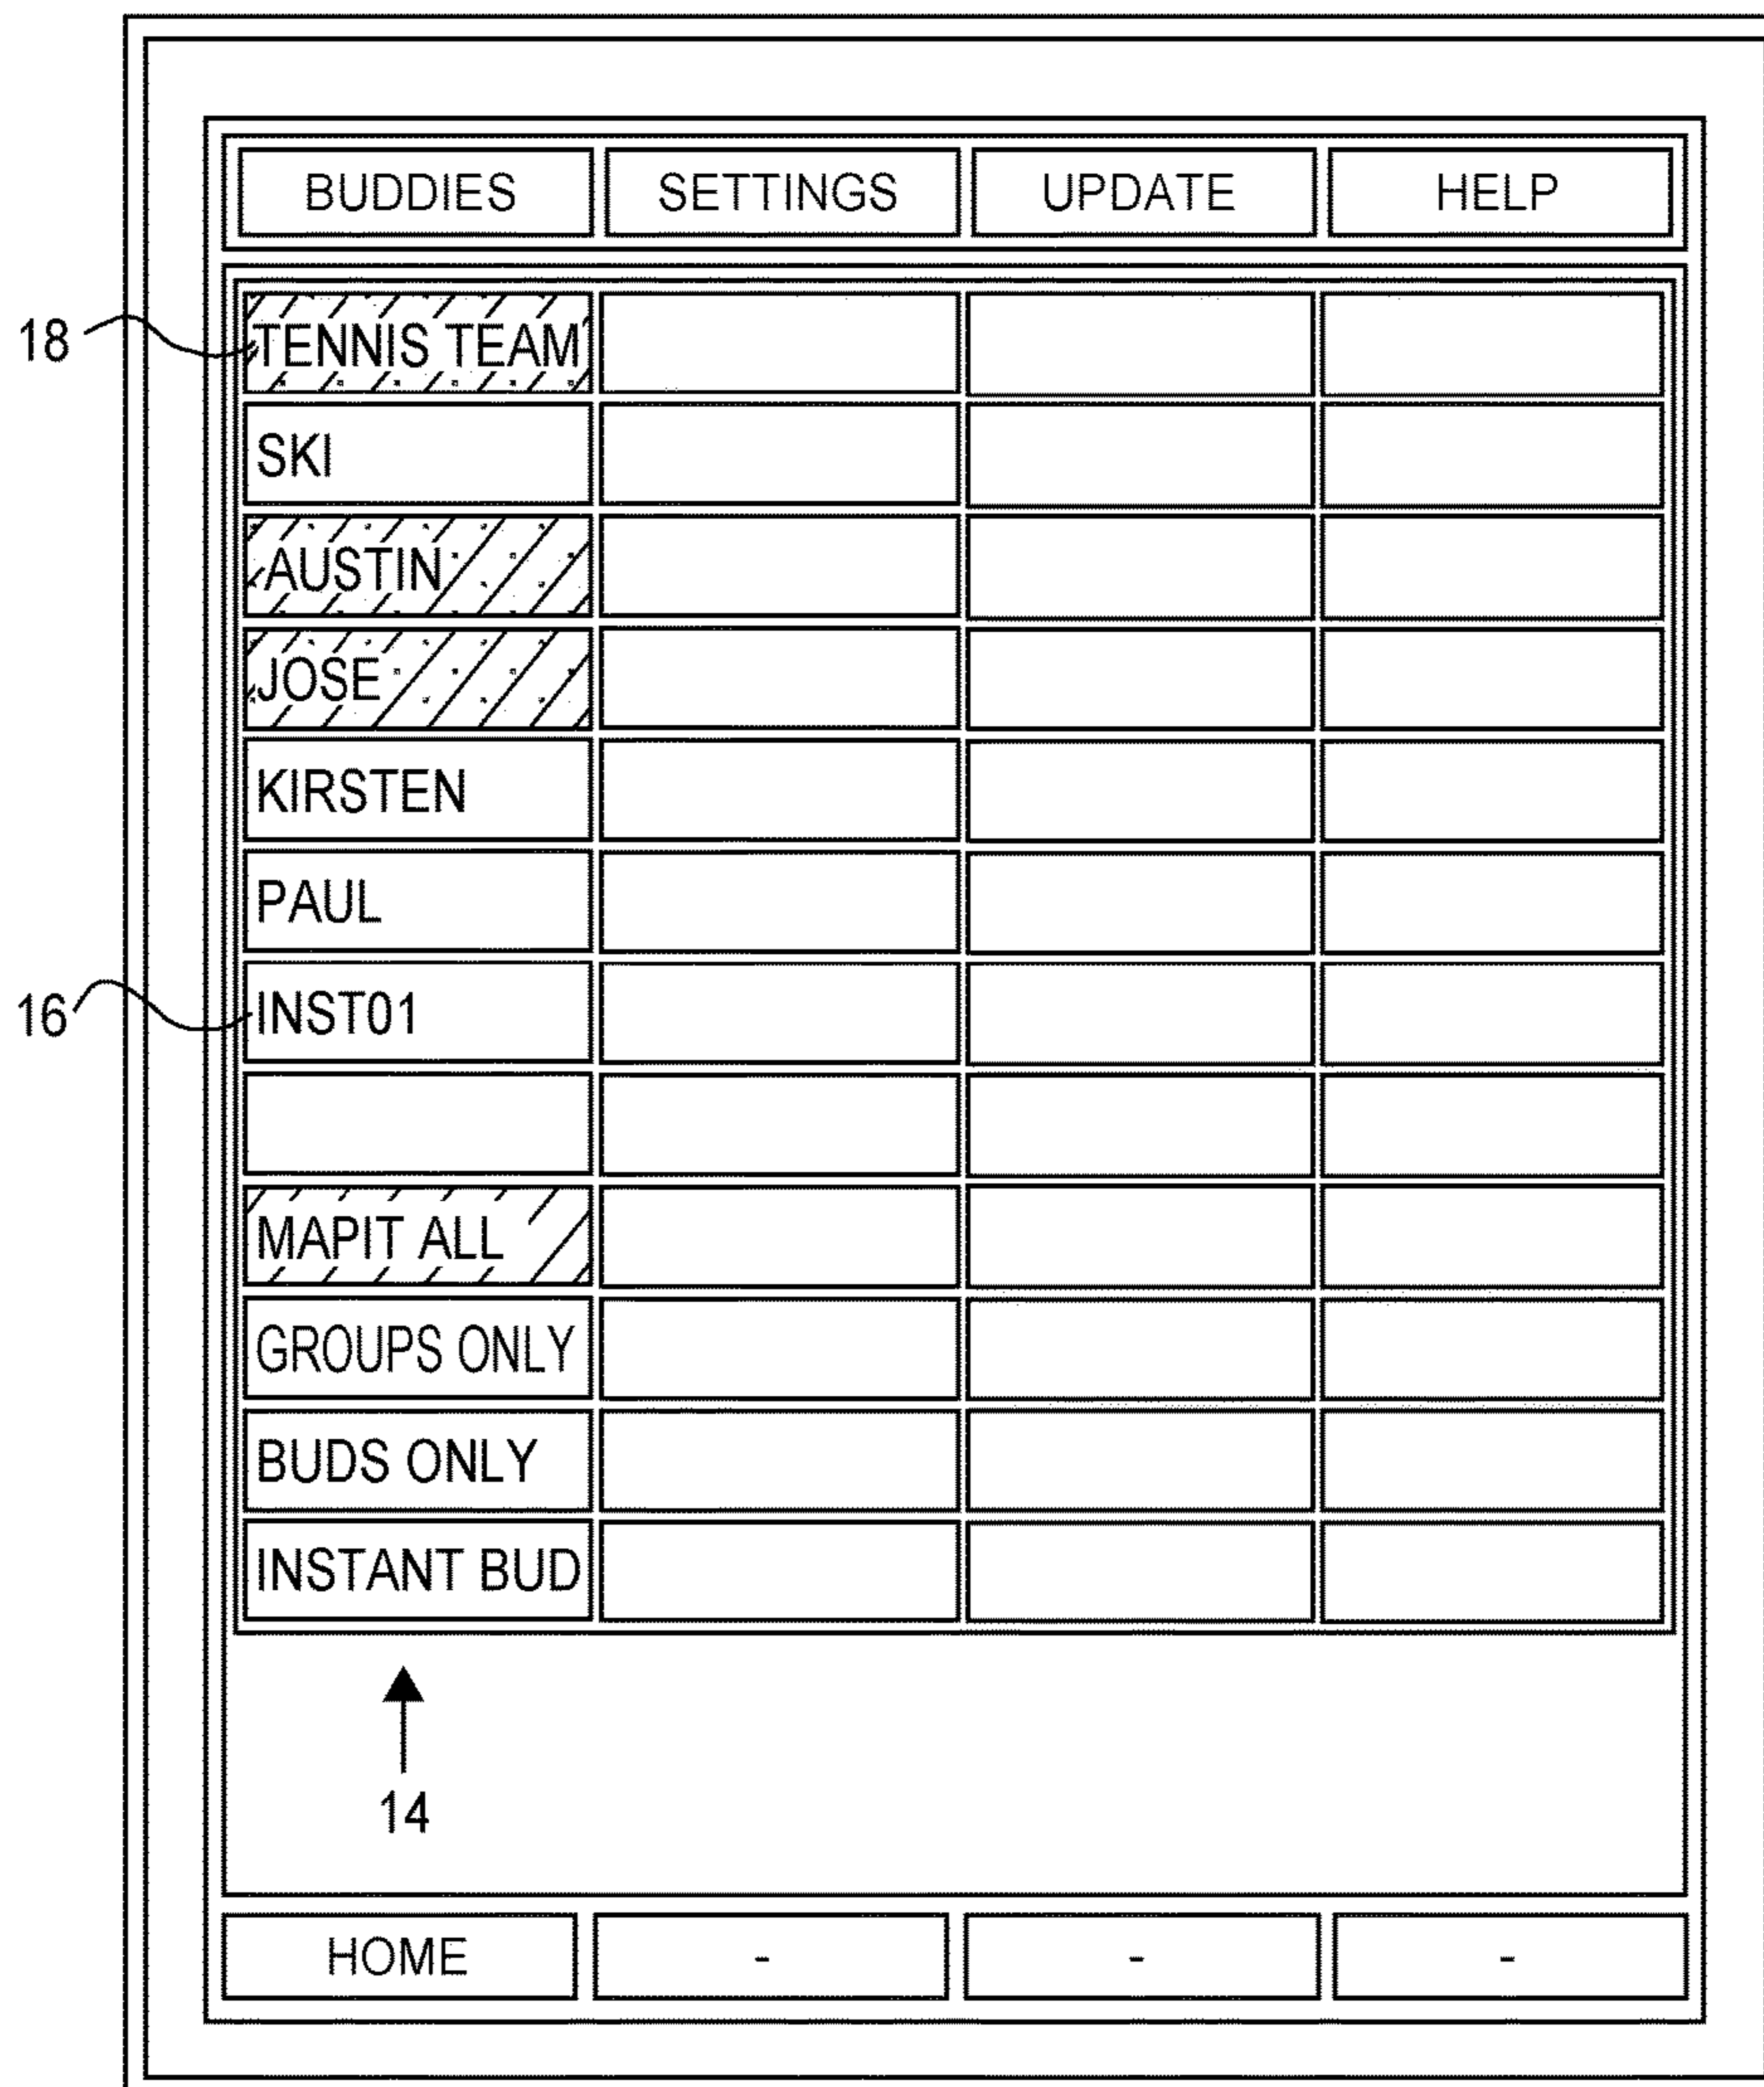 BUDDIES SETTINGS UPDATE HELP
18 TENNIS TEAM
SKI
AUSTIN
JOSE
KIRSTEN
PAUL
16 INST01
MAPIT ALL
GROUPS ONLY
BUDS ONLY
INSTANT BUD
14
HOME - - -